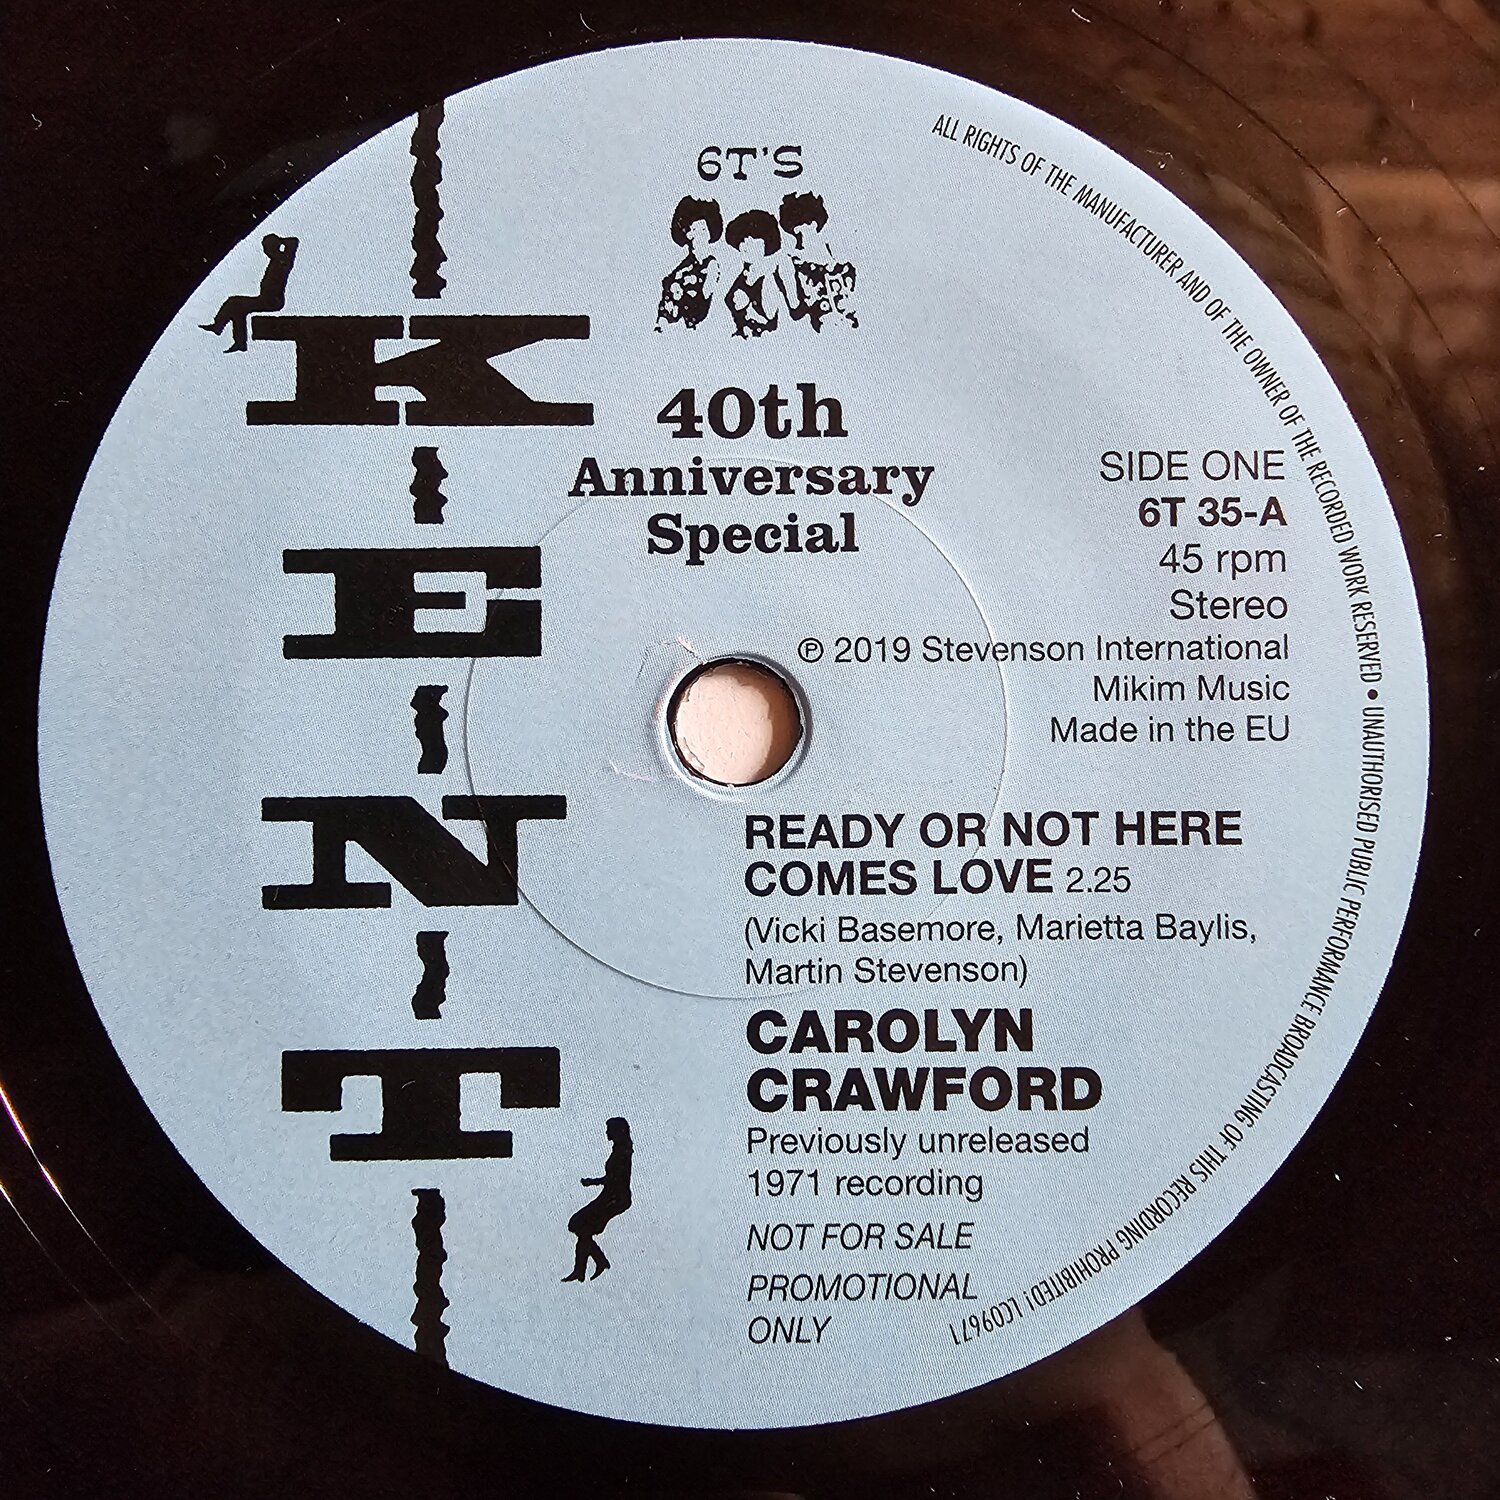 6T'S
40th
Anniversary
Special
KENT
SIDE ONE
6T 35-A
45 rpm
Stereo
℗ 2019 Stevenson International
Mikim Music
Made in the EU
READY OR NOT HERE
COMES LOVE 2.25
(Vicki Basemore, Marietta Baylis,
Martin Stevenson)
CAROLYN
CRAWFORD
Previously unreleased
1971 recording
NOT FOR SALE
PROMOTIONAL
ONLY
ALL RIGHTS OF THE MANUFACTURER AND OF THE OWNER OF THE RECORDED WORK RESERVED • UNAUTHORISED PUBLIC PERFORMANCE BROADCASTING OF THIS RECORDING PROHIBITED! LC09671